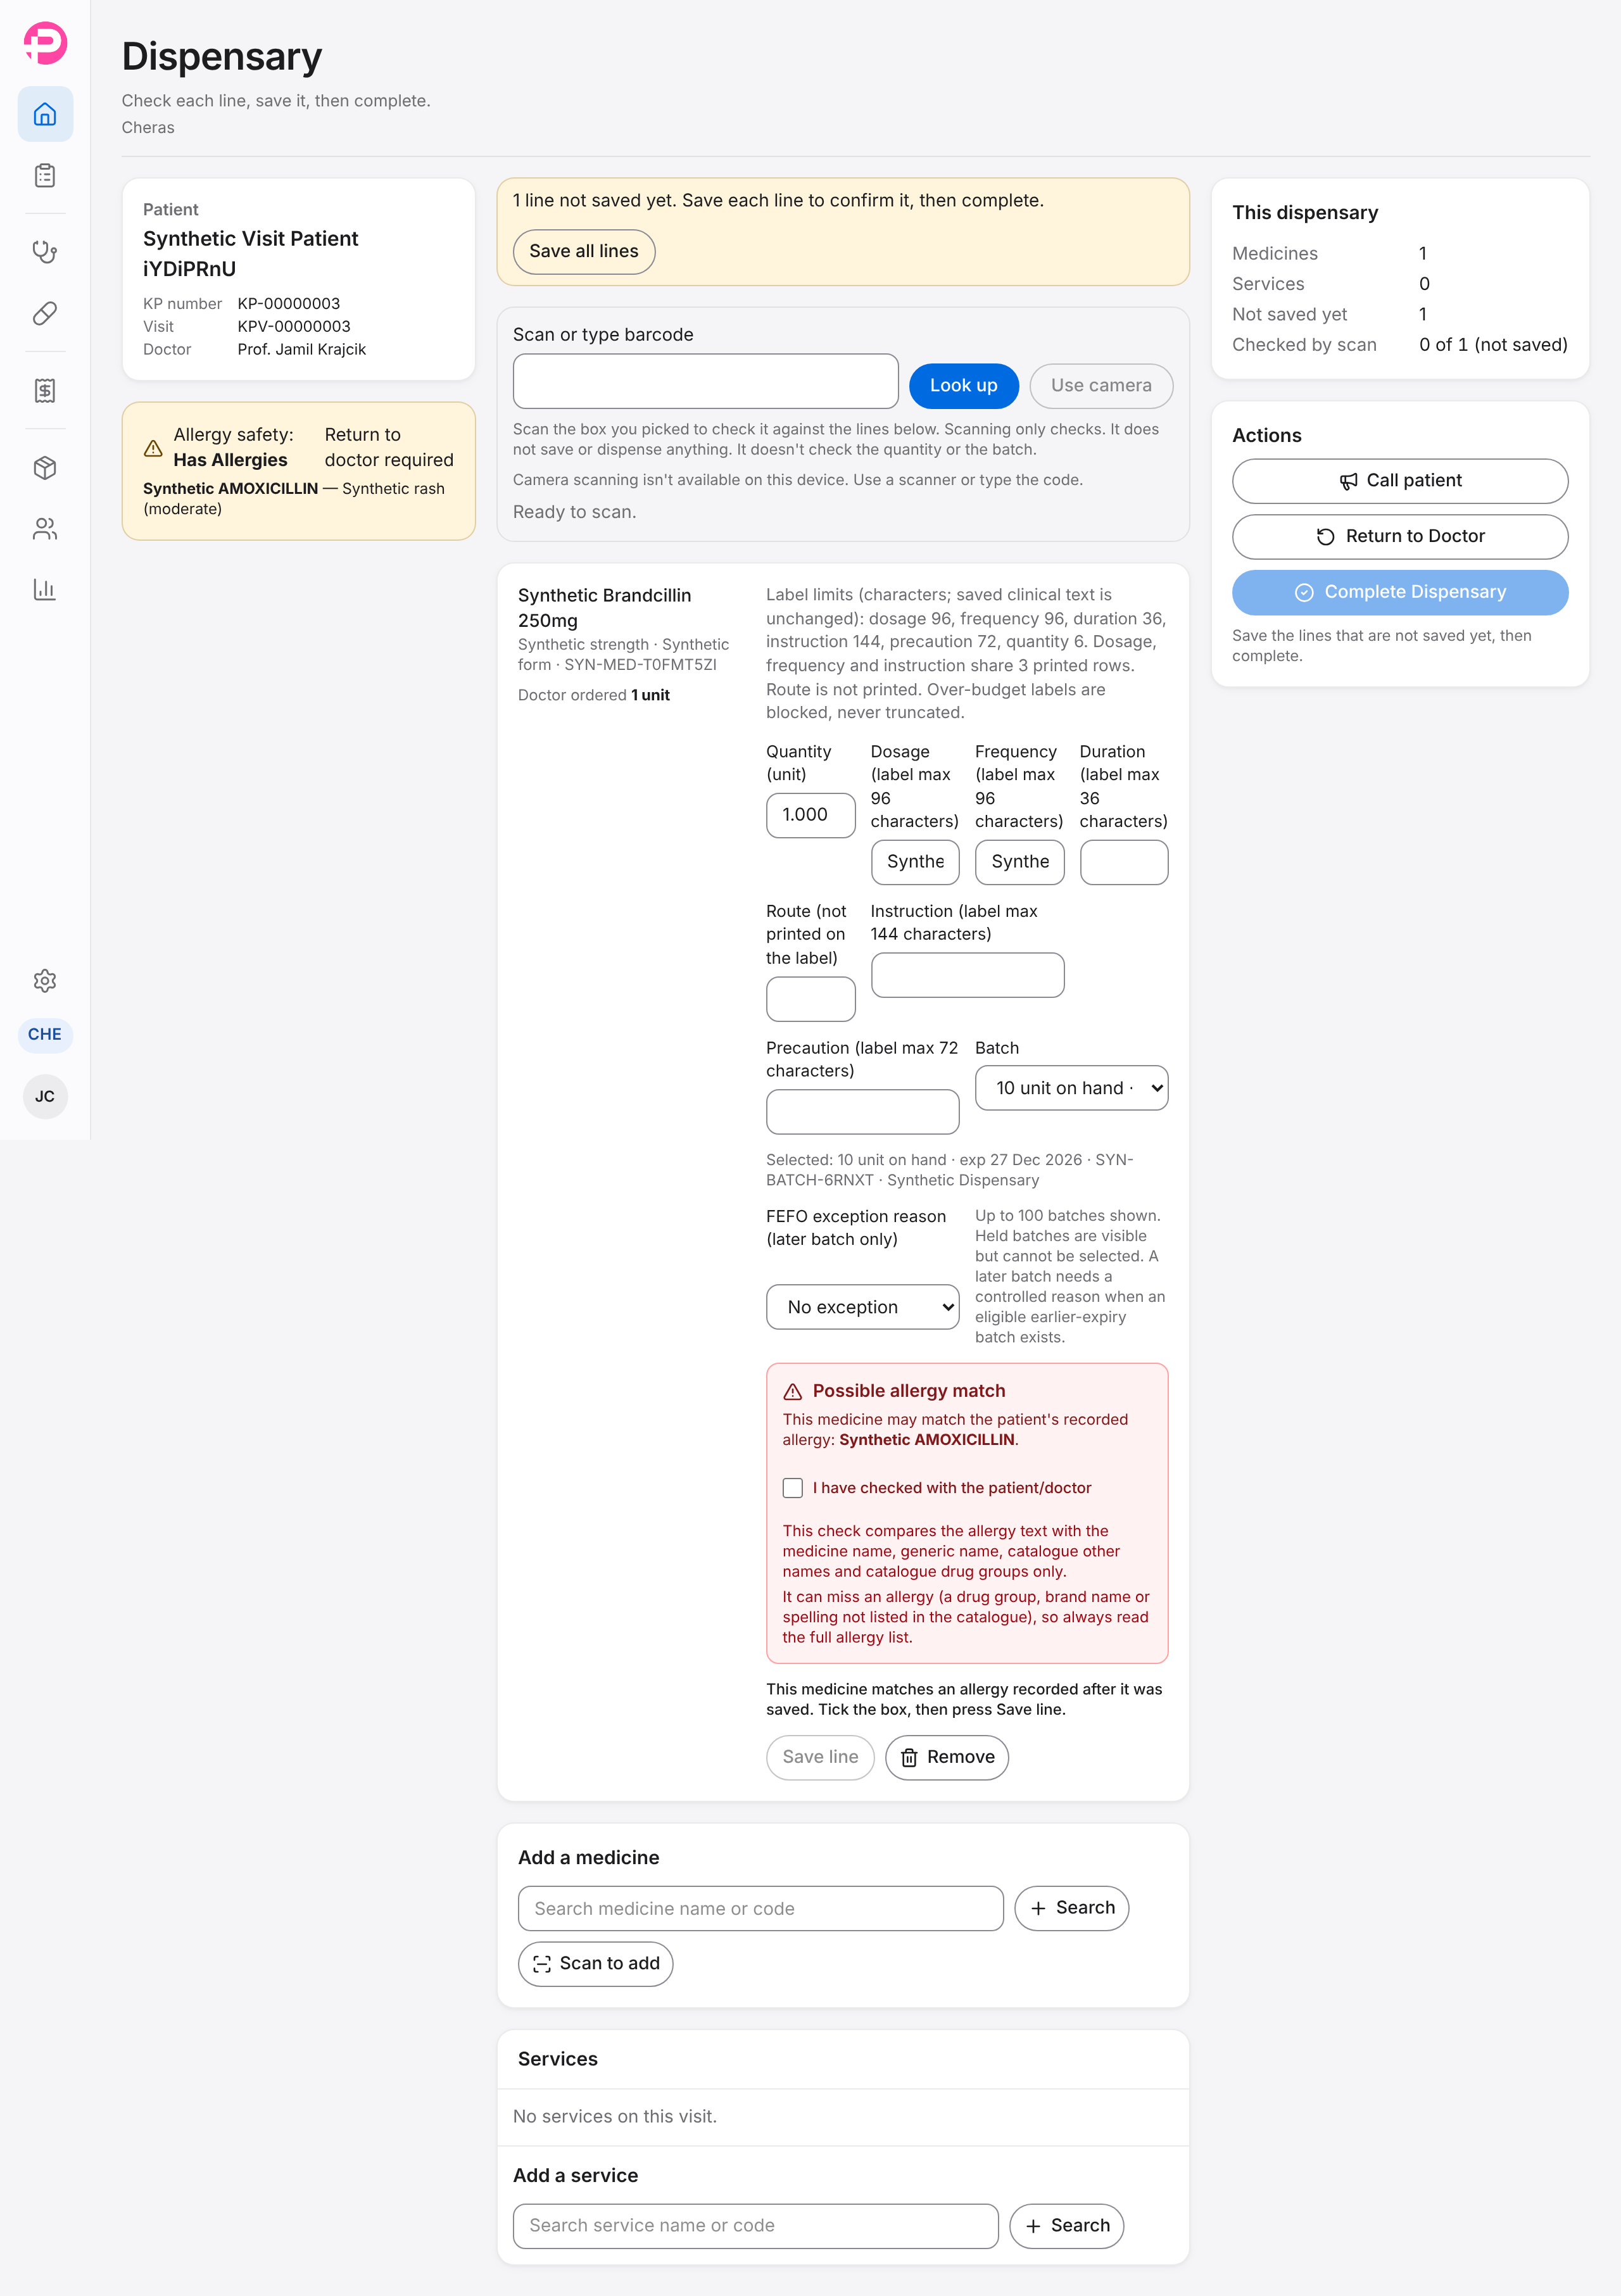 Dispensary
Check each line, save it, then complete.
Cheras
Patient
Synthetic Visit Patient
iYDiPRnU
KP number KP-00000003
Visit KPV-00000003
Doctor Prof. Jamil Krajcik
Allergy safety:
Has Allergies
Return to
doctor required
Synthetic AMOXICILLIN — Synthetic rash
(moderate)
1 line not saved yet. Save each line to confirm it, then complete.
Save all lines
Scan or type barcode
Look up
Use camera
Scan the box you picked to check it against the lines below. Scanning only checks. It does
not save or dispense anything. It doesn't check the quantity or the batch.
Camera scanning isn't available on this device. Use a scanner or type the code.
Ready to scan.
Synthetic Brandcillin
250mg
Synthetic strength · Synthetic
form · SYN-MED-T0FMT5ZI
Doctor ordered 1 unit
Label limits (characters; saved clinical text is
unchanged): dosage 96, frequency 96, duration 36,
instruction 144, precaution 72, quantity 6. Dosage,
frequency and instruction share 3 printed rows.
Route is not printed. Over-budget labels are
blocked, never truncated.
Quantity
(unit)
1.000
Dosage
(label max
96
characters)
Synthe
Frequency
(label max
96
characters)
Synthe
Duration
(label max
36
characters)
Route (not
printed on
the label)
Instruction (label max
144 characters)
Precaution (label max 72
characters)
Batch
10 unit on hand ·
Selected: 10 unit on hand · exp 27 Dec 2026 · SYN-
BATCH-6RNXT · Synthetic Dispensary
FEFO exception reason
(later batch only)
No exception
Up to 100 batches shown.
Held batches are visible
but cannot be selected. A
later batch needs a
controlled reason when an
eligible earlier-expiry
batch exists.
Possible allergy match
This medicine may match the patient's recorded
allergy: Synthetic AMOXICILLIN.
I have checked with the patient/doctor
This check compares the allergy text with the
medicine name, generic name, catalogue other
names and catalogue drug groups only.
It can miss an allergy (a drug group, brand name or
spelling not listed in the catalogue), so always read
the full allergy list.
This medicine matches an allergy recorded after it was
saved. Tick the box, then press Save line.
Save line
Remove
Add a medicine
Search medicine name or code
Search
Scan to add
Services
No services on this visit.
Add a service
Search service name or code
Search
This dispensary
Medicines 1
Services 0
Not saved yet 1
Checked by scan 0 of 1 (not saved)
Actions
Call patient
Return to Doctor
Complete Dispensary
Save the lines that are not saved yet, then
complete.
CHE
JC